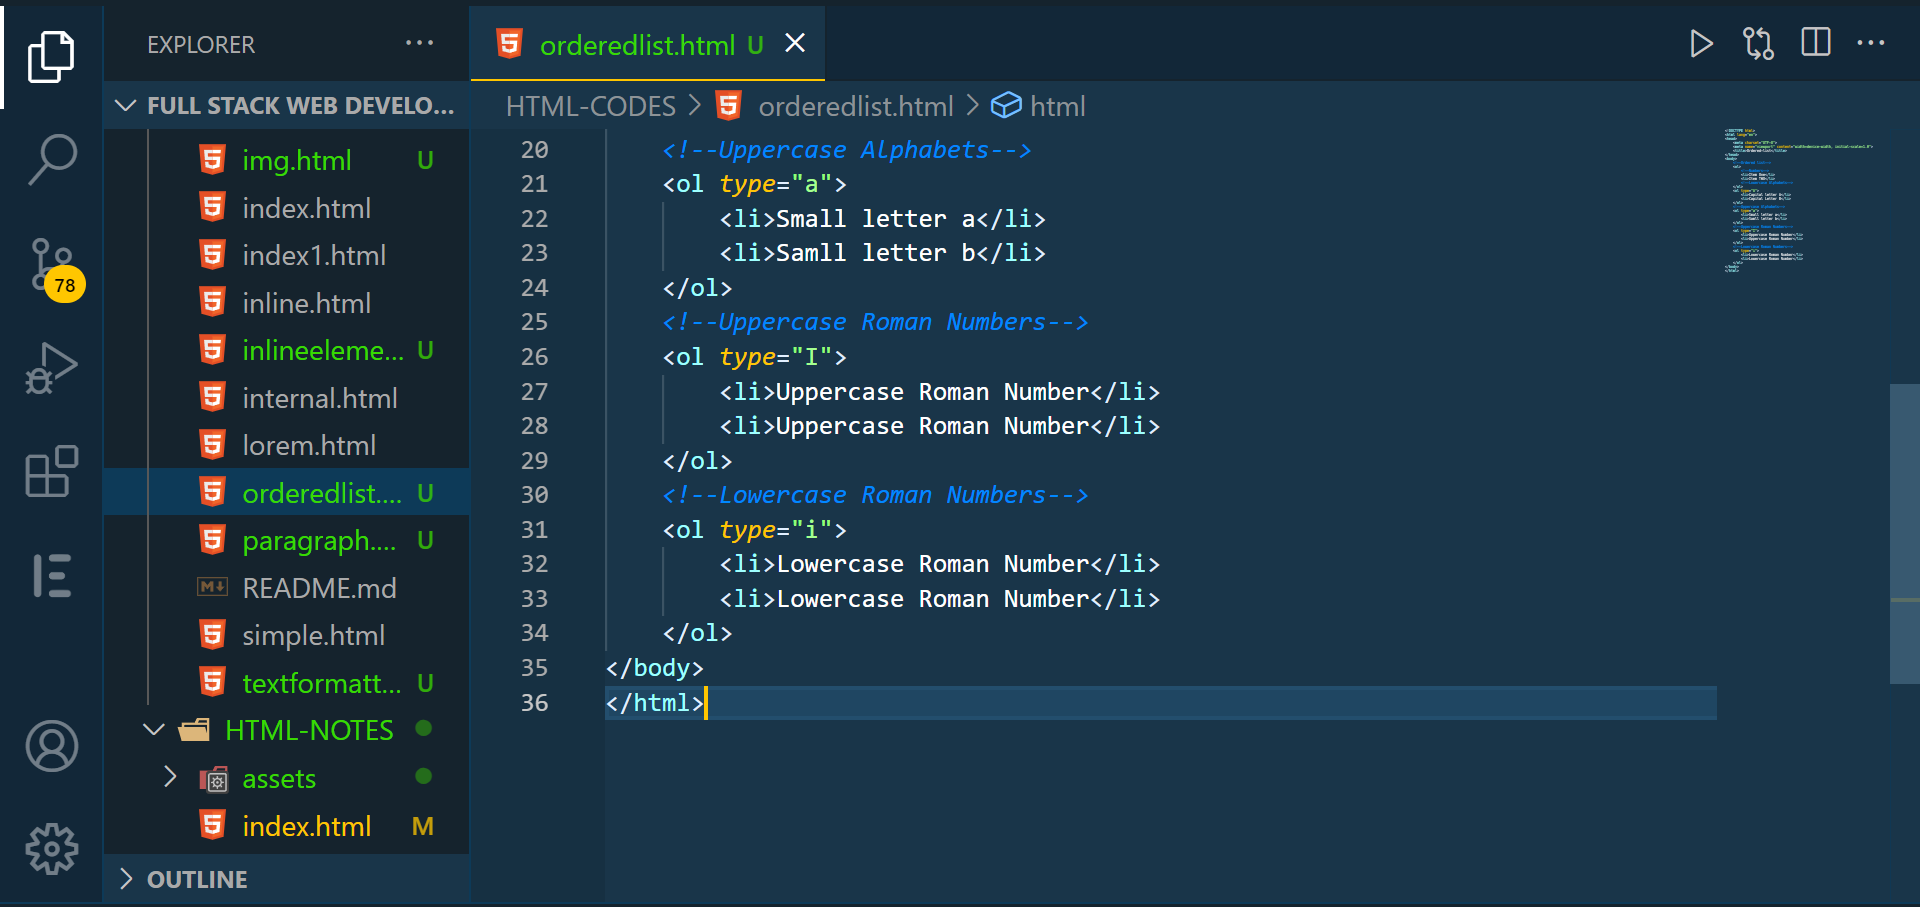 EXPLORER
FULL STACK WEB DEVELO...
img.html U
index.html
index1.html
inline.html
inlineeleme... U
internal.html
lorem.html
orderedlist.... U
paragraph.... U
README.md
simple.html
textformatt... U
HTML-NOTES
assets
index.html M
OUTLINE
78
orderedlist.html U
HTML-CODES > orderedlist.html > html
20 <!--Uppercase Alphabets-->
21 <ol type="a">
22 <li>Small letter a</li>
23 <li>Samll letter b</li>
24 </ol>
25 <!--Uppercase Roman Numbers-->
26 <ol type="I">
27 <li>Uppercase Roman Number</li>
28 <li>Uppercase Roman Number</li>
29 </ol>
30 <!--Lowercase Roman Numbers-->
31 <ol type="i">
32 <li>Lowercase Roman Number</li>
33 <li>Lowercase Roman Number</li>
34 </ol>
35 </body>
36 </html>